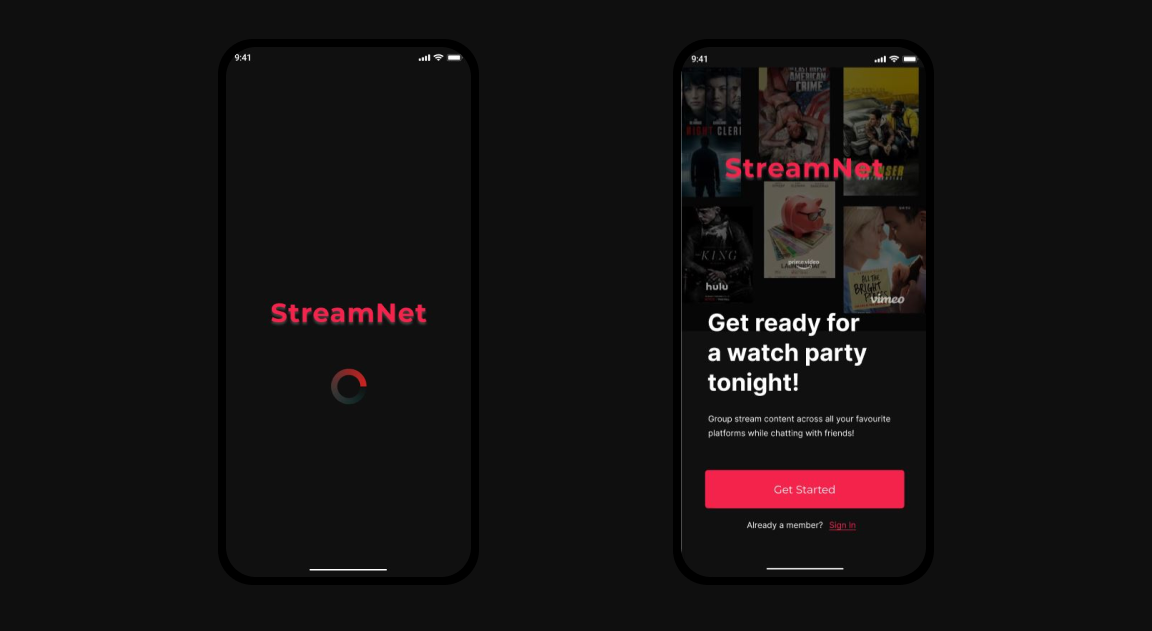 9:41
StreamNet
9:41
AMERICAN
CRIME
NIGHT CLERK
StreamNet
KING
prime video
hulu
ALL THE
BRIGHT
PLACES
vimeo
Get ready for
a watch party
tonight!
Group stream content across all your favourite
platforms while chatting with friends!
Get Started
Already a member? Sign in